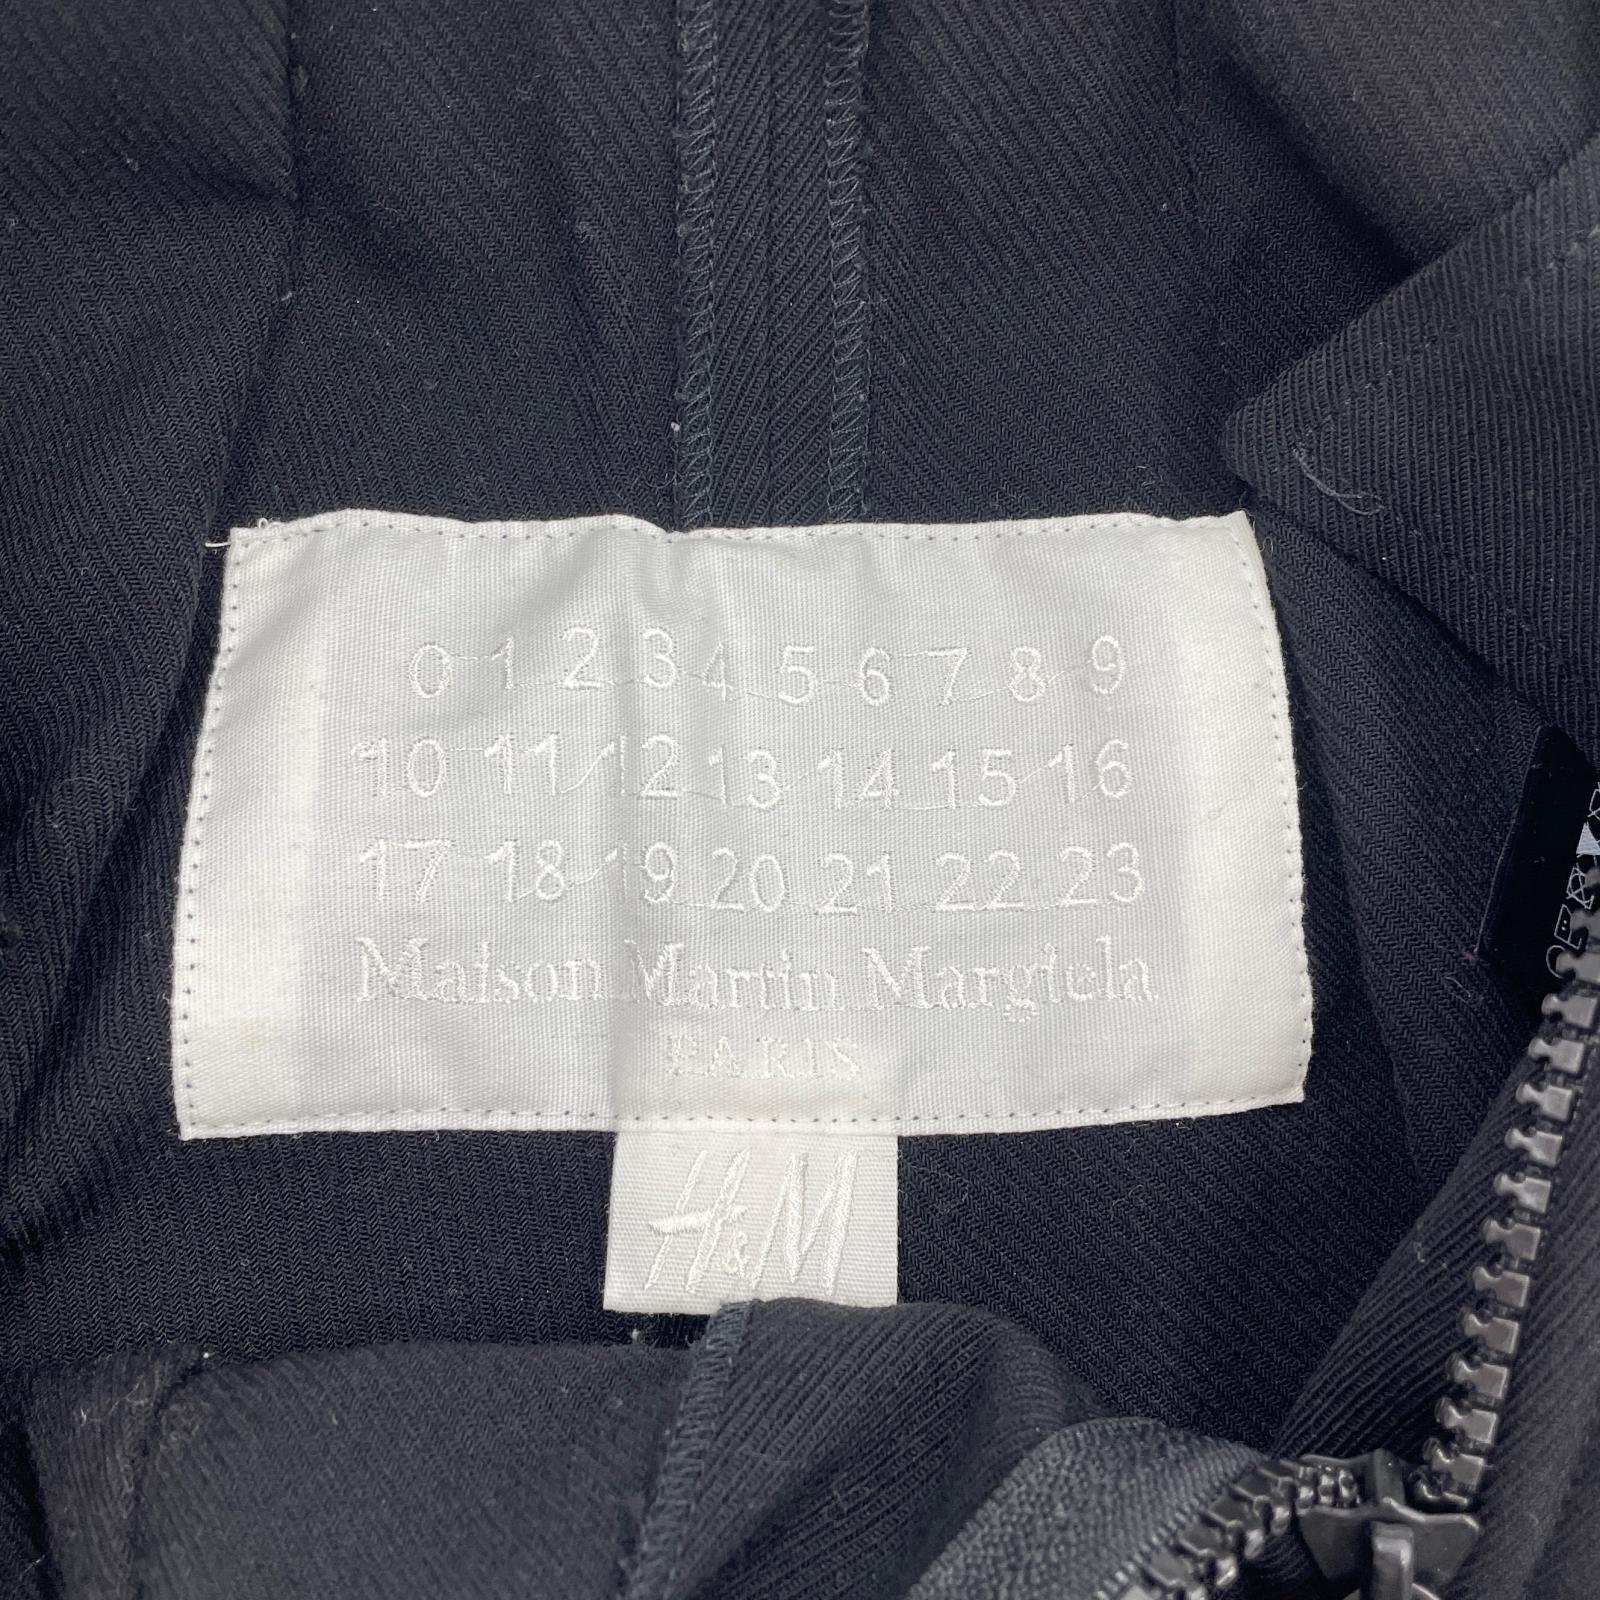 0 1 2 3 4 5 6 7 8 9
10 11 12 13 14 15 16
17 18 19 20 21 22 23
Maison Martin Margiela
PARIS
H&M